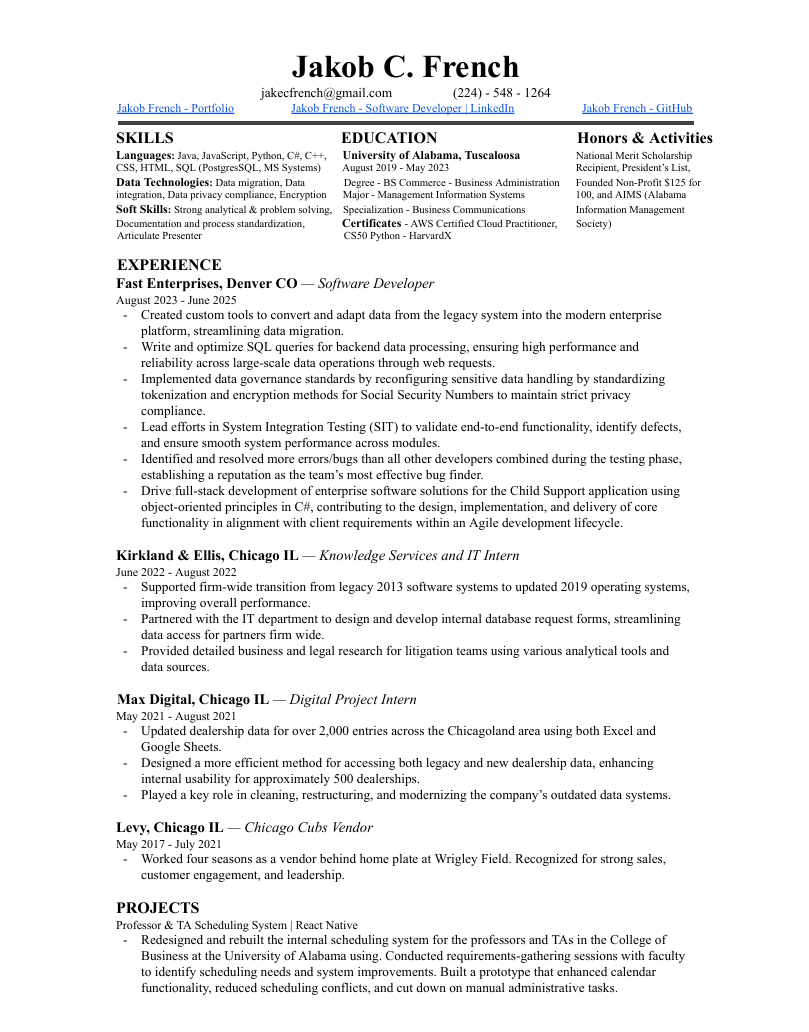 Jakob C. French
jakecfrench@gmail.com (224) - 548 - 1264
Jakob French - Portfolio Jakob French - Software Developer | LinkedIn Jakob French - GitHub
SKILLS
Languages: Java, JavaScript, Python, C#, C++,
CSS, HTML, SQL (PostgresQL, MS Systems)
Data Technologies: Data migration, Data
integration, Data privacy compliance, Encryption
Soft Skills: Strong analytical & problem solving,
Documentation and process standardization,
Articulate Presenter
EDUCATION
University of Alabama, Tuscaloosa
August 2019 - May 2023
Degree - BS Commerce - Business Administration
Major - Management Information Systems
Specialization - Business Communications
Certificates - AWS Certified Cloud Practitioner,
CS50 Python - HarvardX
Honors & Activities
National Merit Scholarship
Recipient, President's List,
Founded Non-Profit $125 for
100, and AIMS (Alabama
Information Management
Society)
EXPERIENCE
Fast Enterprises, Denver CO — Software Developer
August 2023 - June 2025
- Created custom tools to convert and adapt data from the legacy system into the modern enterprise
platform, streamlining data migration.
- Write and optimize SQL queries for backend data processing, ensuring high performance and
reliability across large-scale data operations through web requests.
- Implemented data governance standards by reconfiguring sensitive data handling by standardizing
tokenization and encryption methods for Social Security Numbers to maintain strict privacy
compliance.
- Lead efforts in System Integration Testing (SIT) to validate end-to-end functionality, identify defects,
and ensure smooth system performance across modules.
- Identified and resolved more errors/bugs than all other developers combined during the testing phase,
establishing a reputation as the team's most effective bug finder.
- Drive full-stack development of enterprise software solutions for the Child Support application using
object-oriented principles in C#, contributing to the design, implementation, and delivery of core
functionality in alignment with client requirements within an Agile development lifecycle.
Kirkland & Ellis, Chicago IL — Knowledge Services and IT Intern
June 2022 - August 2022
- Supported firm-wide transition from legacy 2013 software systems to updated 2019 operating systems,
improving overall performance.
- Partnered with the IT department to design and develop internal database request forms, streamlining
data access for partners firm wide.
- Provided detailed business and legal research for litigation teams using various analytical tools and
data sources.
Max Digital, Chicago IL — Digital Project Intern
May 2021 - August 2021
- Updated dealership data for over 2,000 entries across the Chicagoland area using both Excel and
Google Sheets.
- Designed a more efficient method for accessing both legacy and new dealership data, enhancing
internal usability for approximately 500 dealerships.
- Played a key role in cleaning, restructuring, and modernizing the company's outdated data systems.
Levy, Chicago IL — Chicago Cubs Vendor
May 2017 - July 2021
- Worked four seasons as a vendor behind home plate at Wrigley Field. Recognized for strong sales,
customer engagement, and leadership.
PROJECTS
Professor & TA Scheduling System | React Native
- Redesigned and rebuilt the internal scheduling system for the professors and TAs in the College of
Business at the University of Alabama using. Conducted requirements-gathering sessions with faculty
to identify scheduling needs and system improvements. Built a prototype that enhanced calendar
functionality, reduced scheduling conflicts, and cut down on manual administrative tasks.